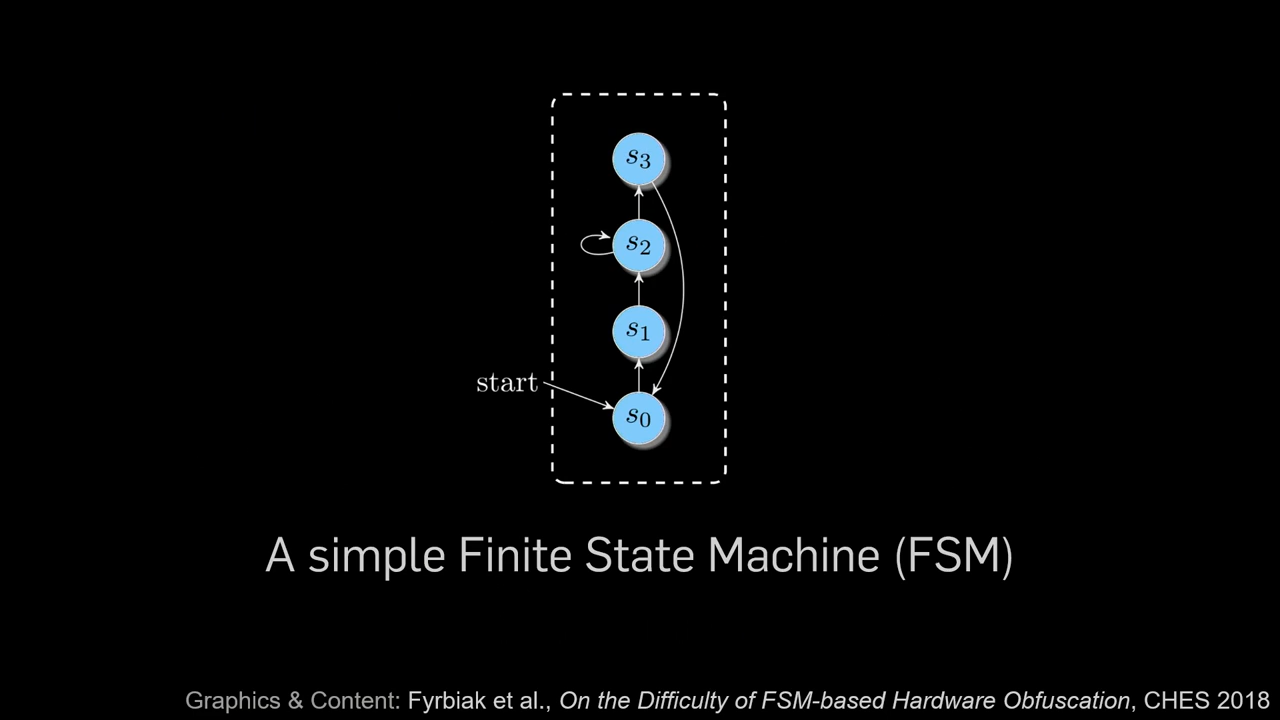 s3
s2
s1
start
s0
A simple Finite State Machine (FSM)
Graphics & Content: Fyrbiak et al., On the Difficulty of FSM-based Hardware Obfuscation, CHES 2018